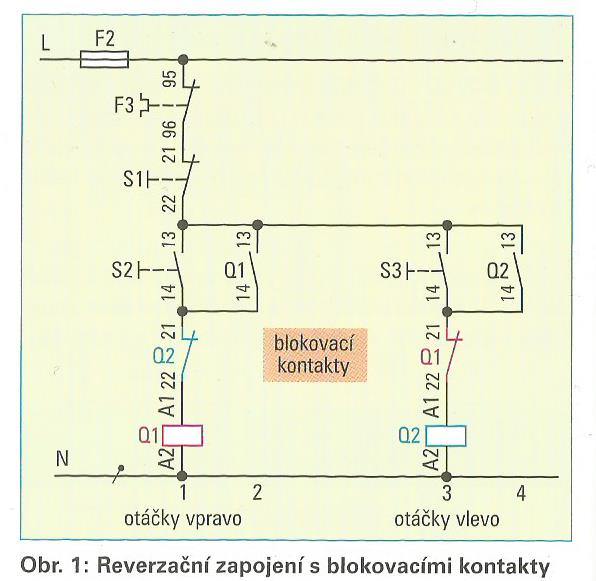 L F2
95
F3
96
21
S1
22
13 13 13 13
S2 Q1 S3 Q2
14 14 14 14
21 blokovací 21
Q2 kontakty Q1
22 22
A1 A1
Q1 Q2
A2 A2
N
1 2 3 4
otáčky vpravo otáčky vlevo
Obr. 1: Reverzační zapojení s blokovacími kontakty